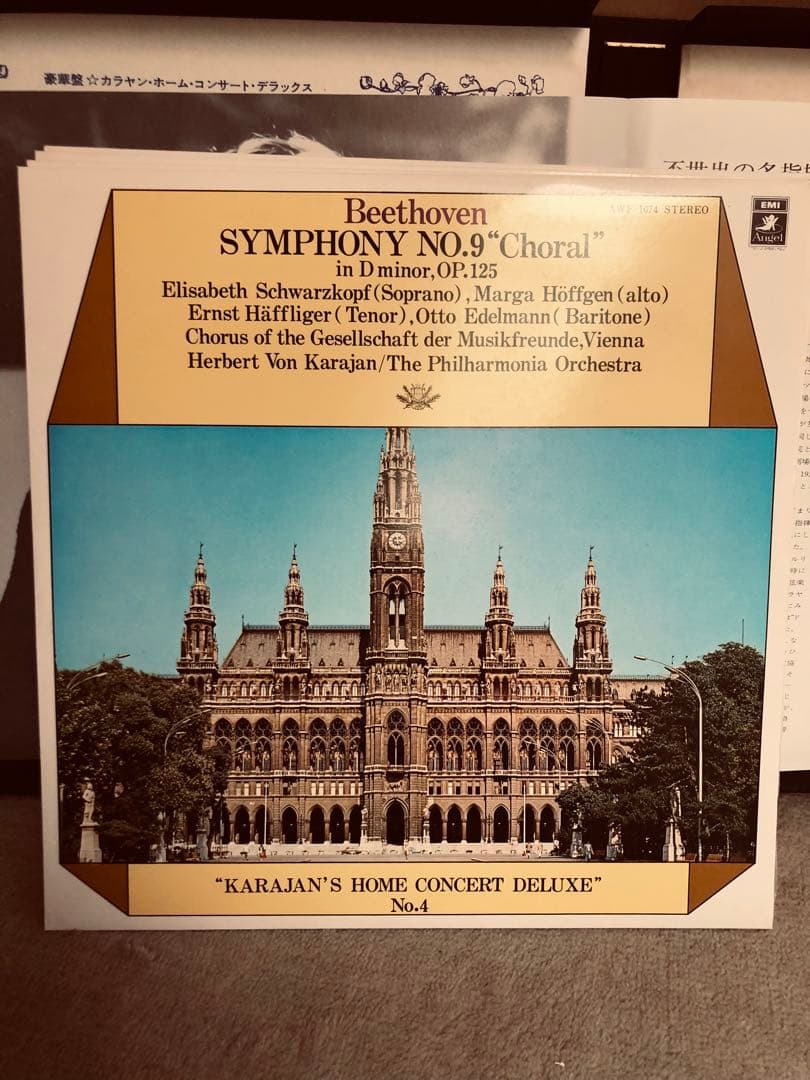 豪華盤☆カラヤン・ホーム・コンサート・デラックス
Beethoven
AWF 1074 STEREO
EMI
Angel
SYMPHONY NO.9“Choral”
in D minor,OP.125
Elisabeth Schwarzkopf(Soprano),Marga Höffgen(alto)
Ernst Häffliger(Tenor),Otto Edelmann(Baritone)
Chorus of the Gesellschaft der Musikfreunde,Vienna
Herbert Von Karajan/The Philharmonia Orchestra
“KARAJAN'S HOME CONCERT DELUXE”
No.4